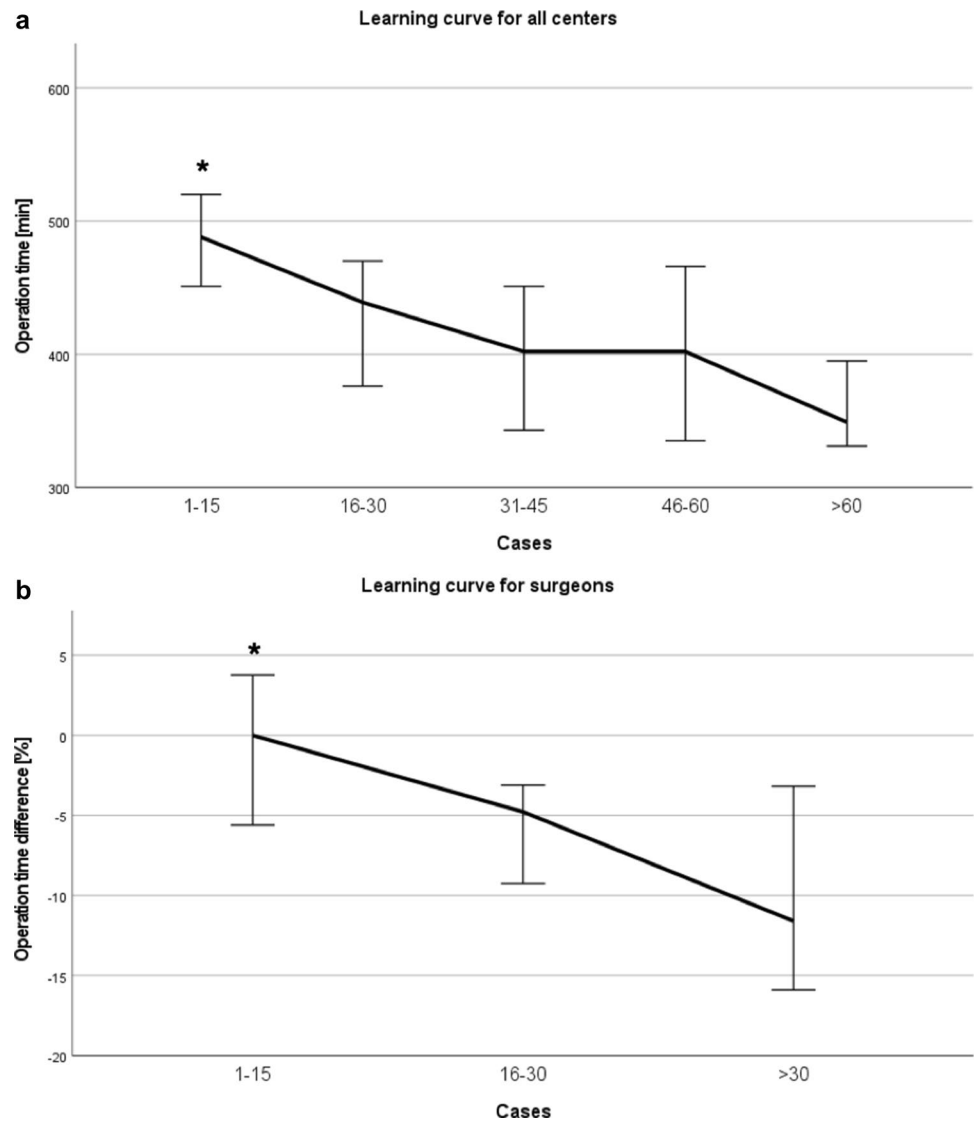 a
Learning curve for all centers
600
*
500
400
300
Operation time [min]
1-15 16-30 31-45 46-60 >60
Cases
b
Learning curve for surgeons
5
*
0
-5
-10
-15
-20
Operation time difference [%]
1-15 16-30 >30
Cases